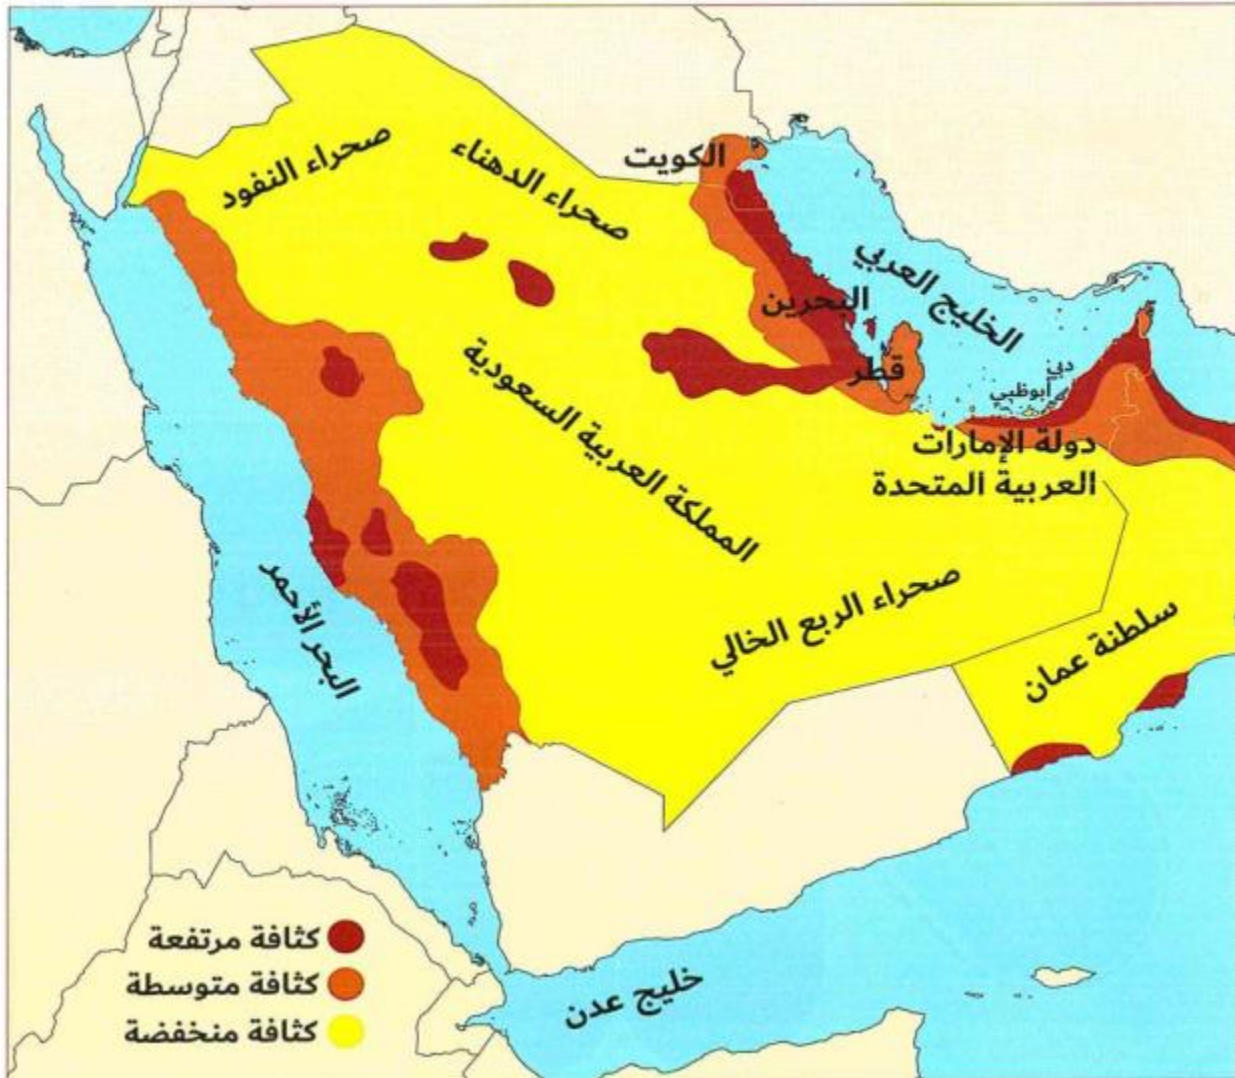 صحراء النفود
صحراء الدهناء
الكويت
الخليج العربي
البحرين
قطر
دبي
أبوظبي
دولة الإمارات
العربية المتحدة
المملكة العربية السعودية
صحراء الربع الخالي
سلطنة عمان
البحر الأحمر
خليج عدن
كثافة مرتفعة
كثافة متوسطة
كثافة منخفضة